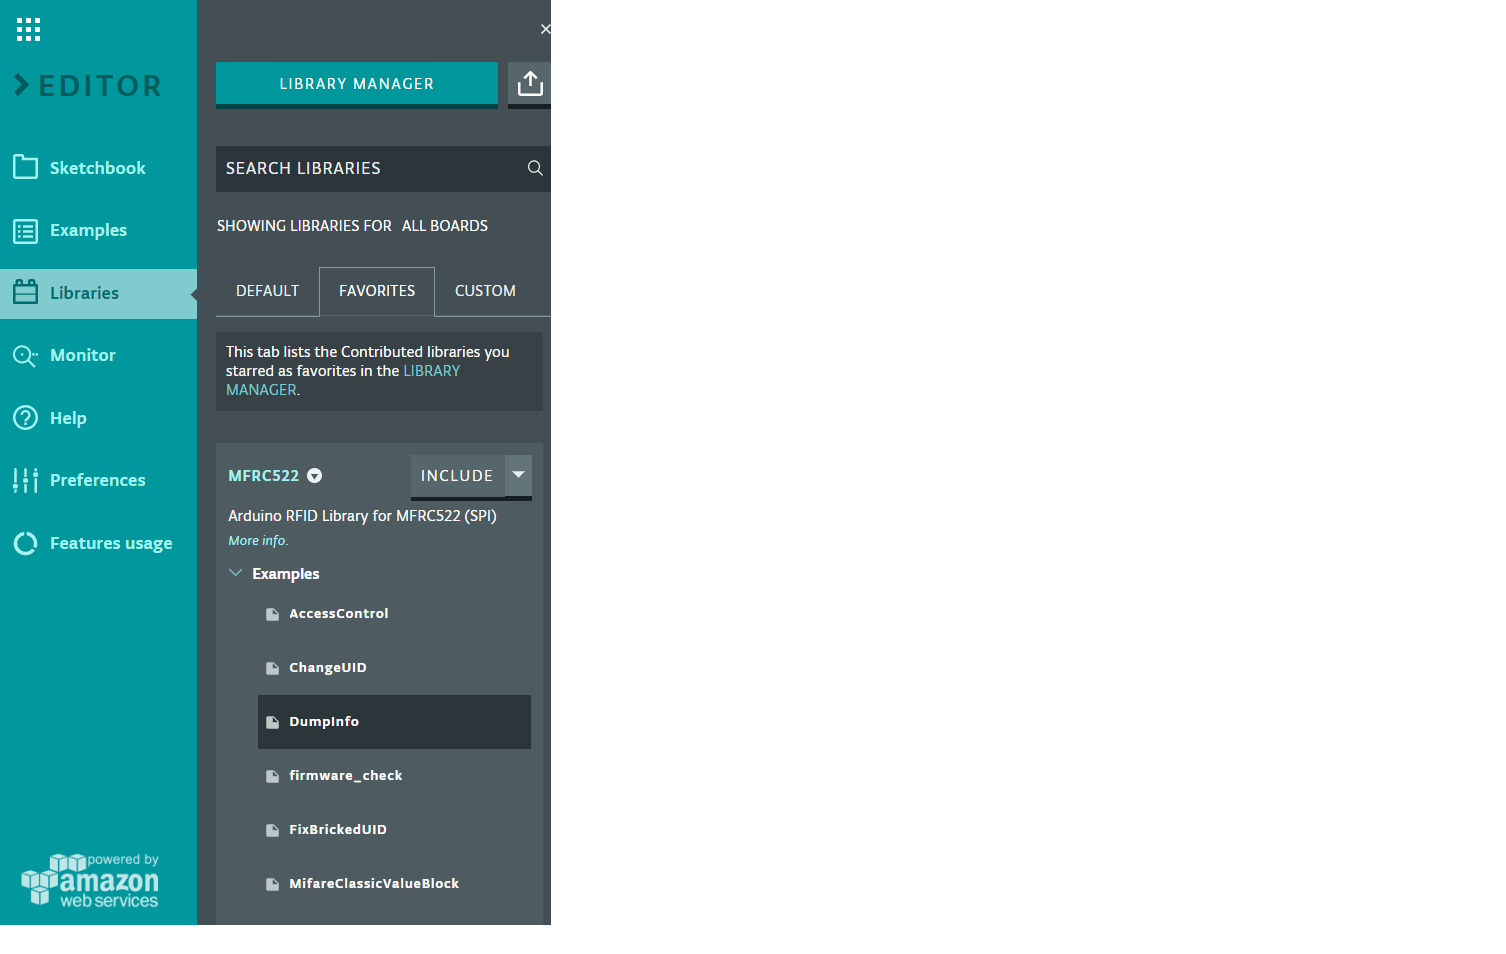 EDITOR
Sketchbook
Examples
Libraries
Monitor
Help
Preferences
Features usage
powered by
amazon
web services
LIBRARY MANAGER
SEARCH LIBRARIES
SHOWING LIBRARIES FOR ALL BOARDS
DEFAULT FAVORITES CUSTOM
This tab lists the Contributed libraries you
starred as favorites in the LIBRARY
MANAGER.
MFRC522 INCLUDE
Arduino RFID Library for MFRC522 (SPI)
More info.
Examples
AccessControl
ChangeUID
DumpInfo
firmware_check
FixBrickedUID
MifareClassicValueBlock